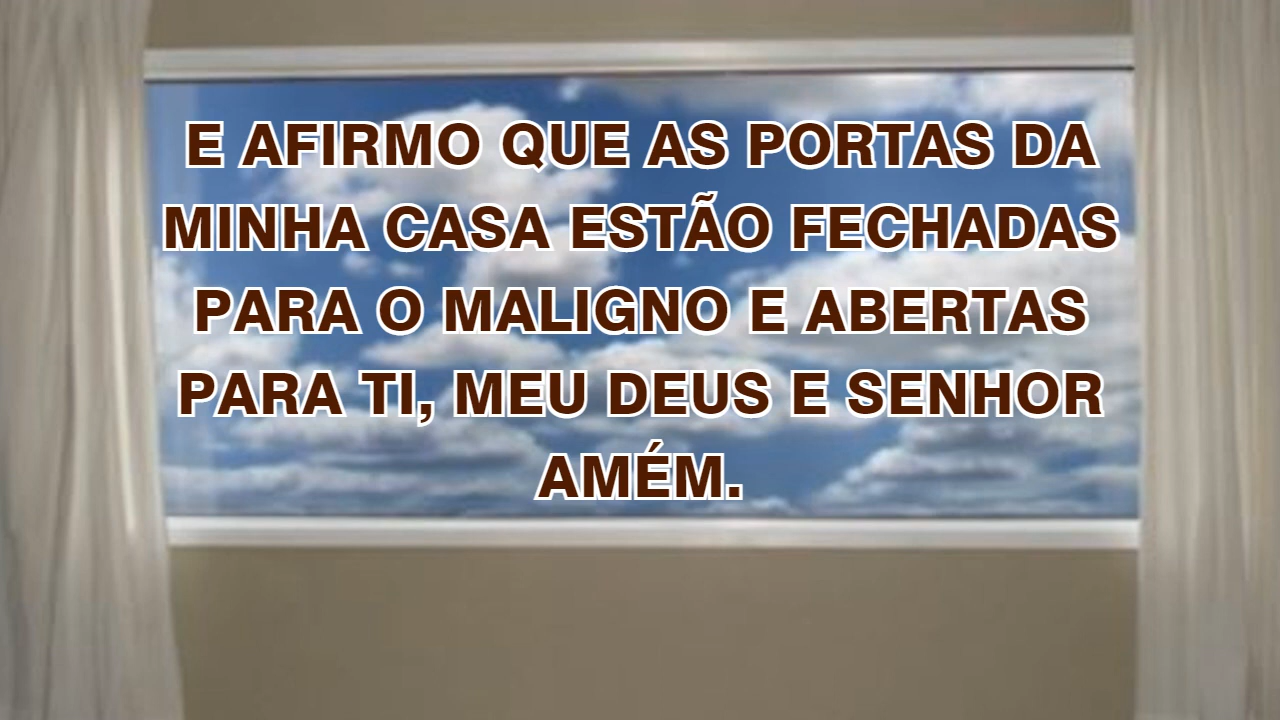 E AFIRMO QUE AS PORTAS DA
MINHA CASA ESTÃO FECHADAS
PARA O MALIGNO E ABERTAS
PARA TI, MEU DEUS E SENHOR
AMÉM.